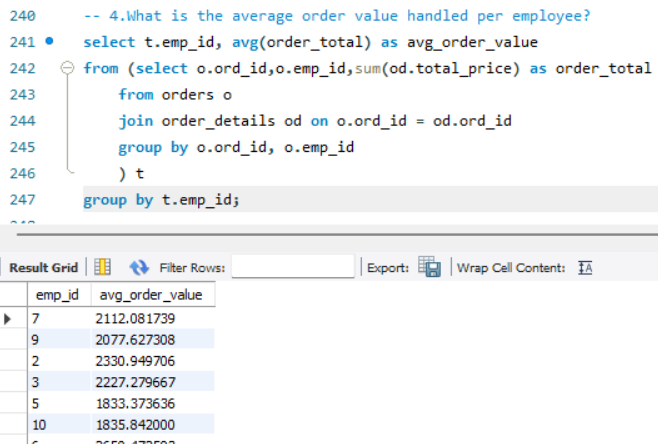 240 -- 4.What is the average order value handled per employee?
241 select t.emp_id, avg(order_total) as avg_order_value
242 from (select o.ord_id,o.emp_id,sum(od.total_price) as order_total
243 from orders o
244 join order_details od on o.ord_id = od.ord_id
245 group by o.ord_id, o.emp_id
246 ) t
247 group by t.emp_id;
Result Grid Filter Rows: Export: Wrap Cell Content: IA
emp_id avg_order_value
7 2112.081739
9 2077.627308
2 2330.949706
3 2227.279667
5 1833.373636
10 1835.842000